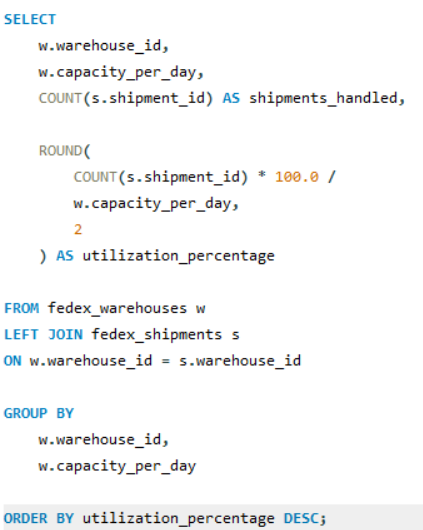 SELECT
    w.warehouse_id,
    w.capacity_per_day,
    COUNT(s.shipment_id) AS shipments_handled,
    ROUND(
        COUNT(s.shipment_id) * 100.0 /
        w.capacity_per_day,
        2
    ) AS utilization_percentage
FROM fedex_warehouses w
LEFT JOIN fedex_shipments s
ON w.warehouse_id = s.warehouse_id
GROUP BY
    w.warehouse_id,
    w.capacity_per_day
ORDER BY utilization_percentage DESC;